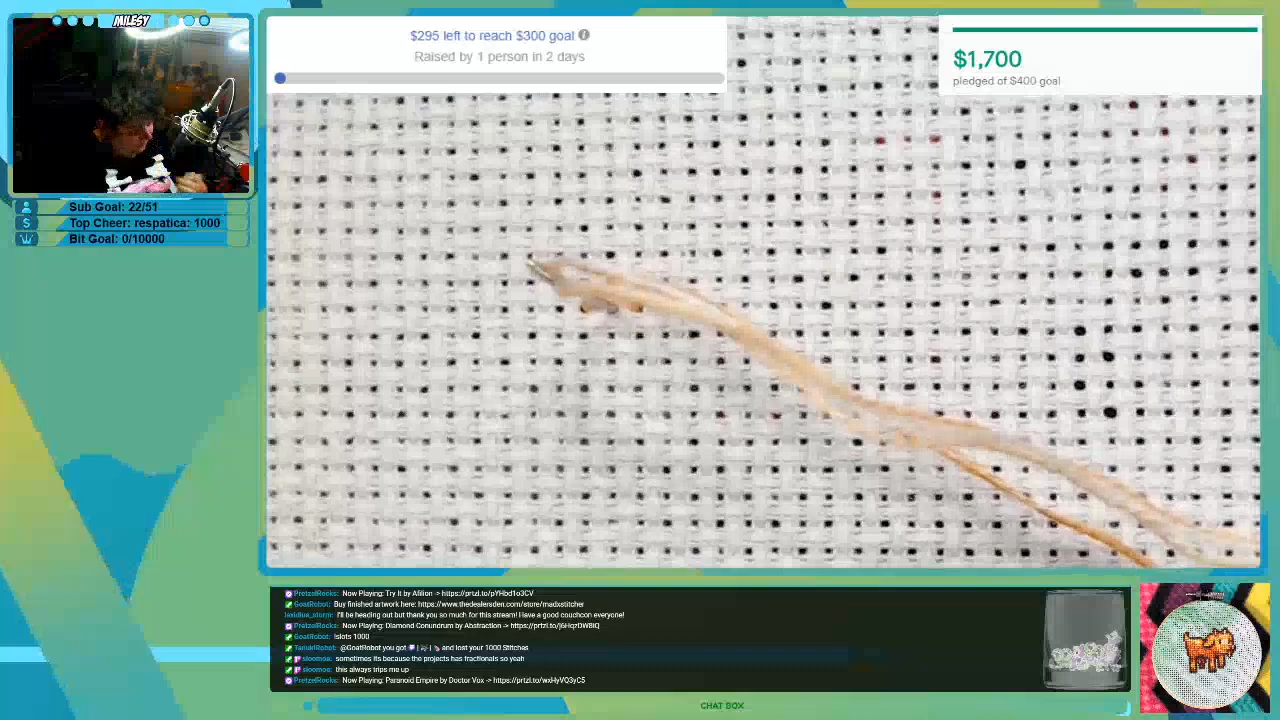 MILESY
$295 left to reach $300 goal
Raised by 1 person in 2 days
$1,700
pledged of $400 goal
Sub Goal: 22/51
Top Cheer: respatica: 1000
Bit Goal: 0/10000
PretzelRocks: Now Playing: Try It by Afilion -> https://prtzl.to/pYHbd1o3CV
GoatRobot: Buy finished artwork here: https://www.thedealersden.com/store/madxstitcher
I'll be heading out but thank you so much for this stream! Have a good couchcon everyone!
PretzelRocks: Now Playing: Diamond Conundrum by Abstraction -> https://prtzl.to/j6HqzDW8iQ
GoatRobot: !slots 1000
TanukiRobot: @GoatRobot you got | | and lost your 1000 Stitches
sloomoe: sometimes its because the projects has fractionals so yeah
sloomoe: this always trips me up
PretzelRocks: Now Playing: Paranoid Empire by Doctor Vox -> https://prtzl.to/wxHyVQ3yC5
CHAT BOX